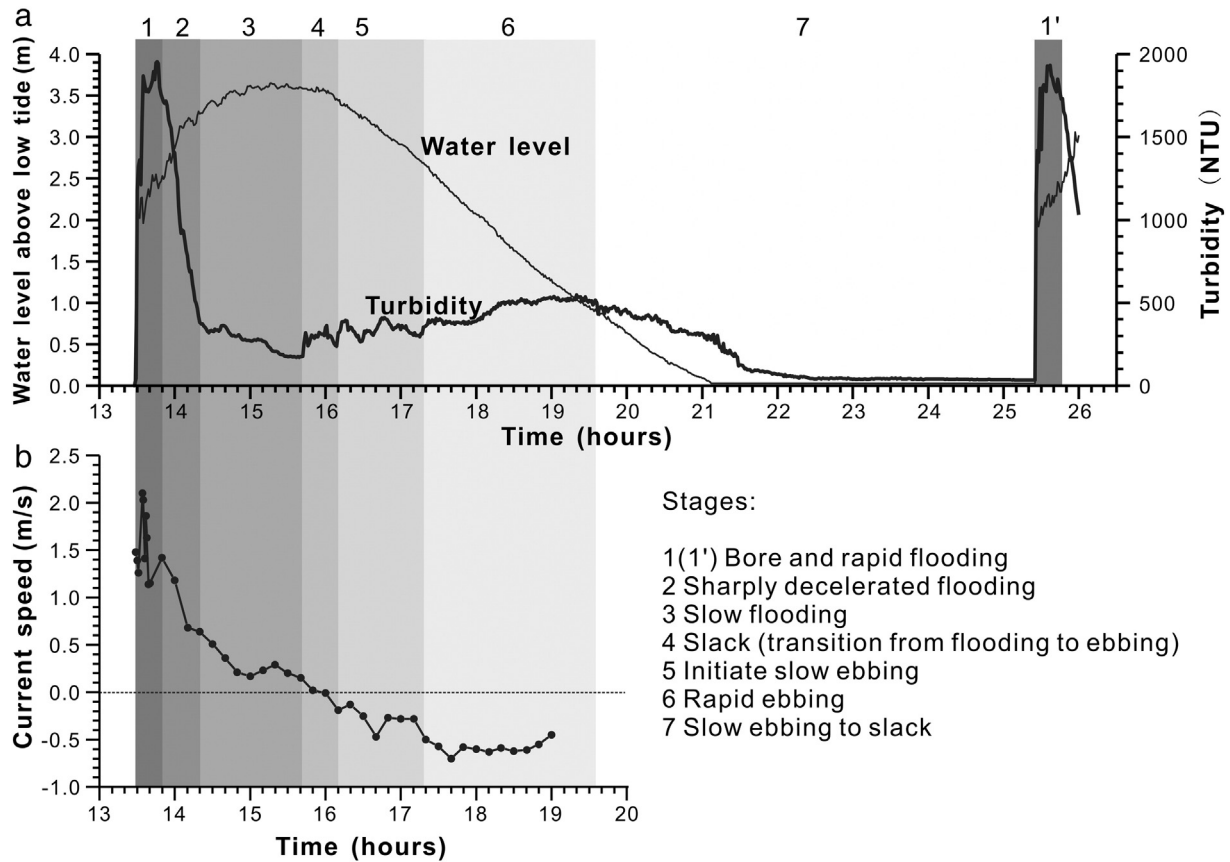 a
1 2 3 4 5 6 7 1'
Water level above low tide (m)
4.0
3.5
3.0
2.5
2.0
1.5
1.0
0.5
0.0
Water level
Turbidity
2000
1500
1000
500
0
Turbidity (NTU)
13 14 15 16 17 18 19 20 21 22 23 24 25 26
Time (hours)
b
Current speed (m/s)
2.5
2.0
1.5
1.0
0.5
0.0
-0.5
-1.0
13 14 15 16 17 18 19 20
Time (hours)
Stages:
1(1') Bore and rapid flooding
2 Sharply decelerated flooding
3 Slow flooding
4 Slack (transition from flooding to ebbing)
5 Initiate slow ebbing
6 Rapid ebbing
7 Slow ebbing to slack